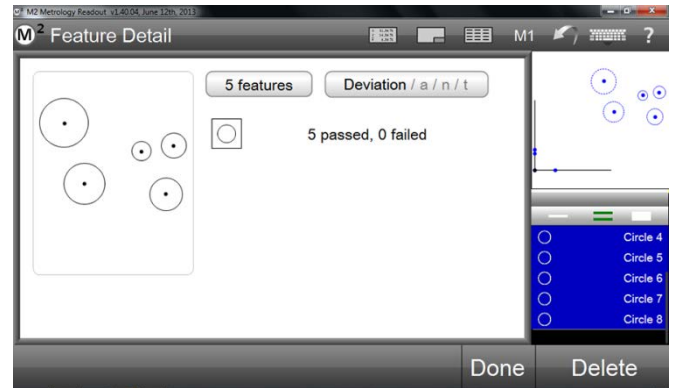 M2 Metrology Readout v1.40.04, June 12th, 2013
M² Feature Detail
M1
?
5 features
Deviation / a / n / t
5 passed, 0 failed
Circle 4
Circle 5
Circle 6
Circle 7
Circle 8
Done
Delete